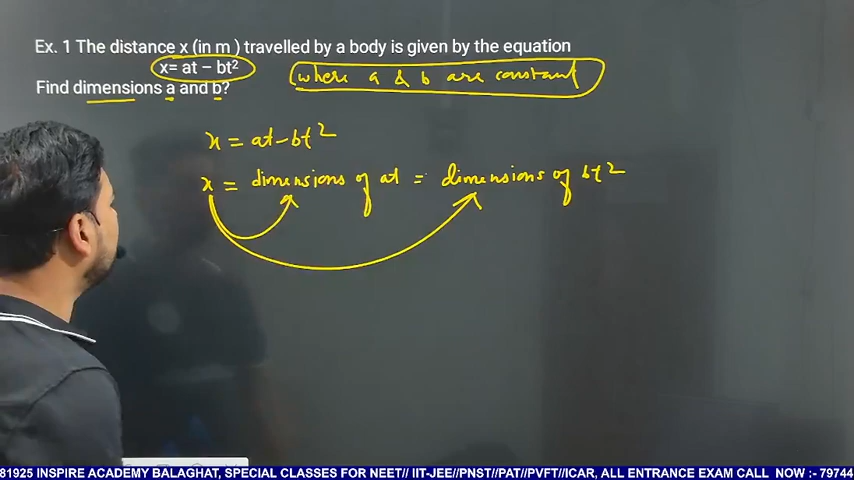 Ex. 1 The distance x (in m ) travelled by a body is given by the equation
x= at – bt²
where a & b are constant
Find dimensions a and b?
x = at - bt²
x = dimensions of at = dimensions of bt²
81925 INSPIRE ACADEMY BALAGHAT, SPECIAL CLASSES FOR NEET// IIT-JEE//PNST//PAT//PVFT//ICAR, ALL ENTRANCE EXAM CALL NOW :- 79744